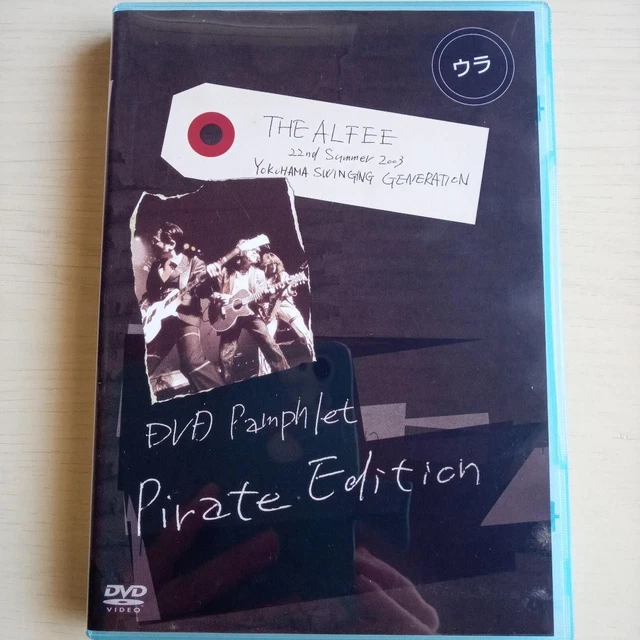 ウラ
THE ALFEE
22nd Summer 2003
YOKOHAMA SWINGING GENERATION
DVD Pamphlet
Pirate Edition
DVD
VIDEO